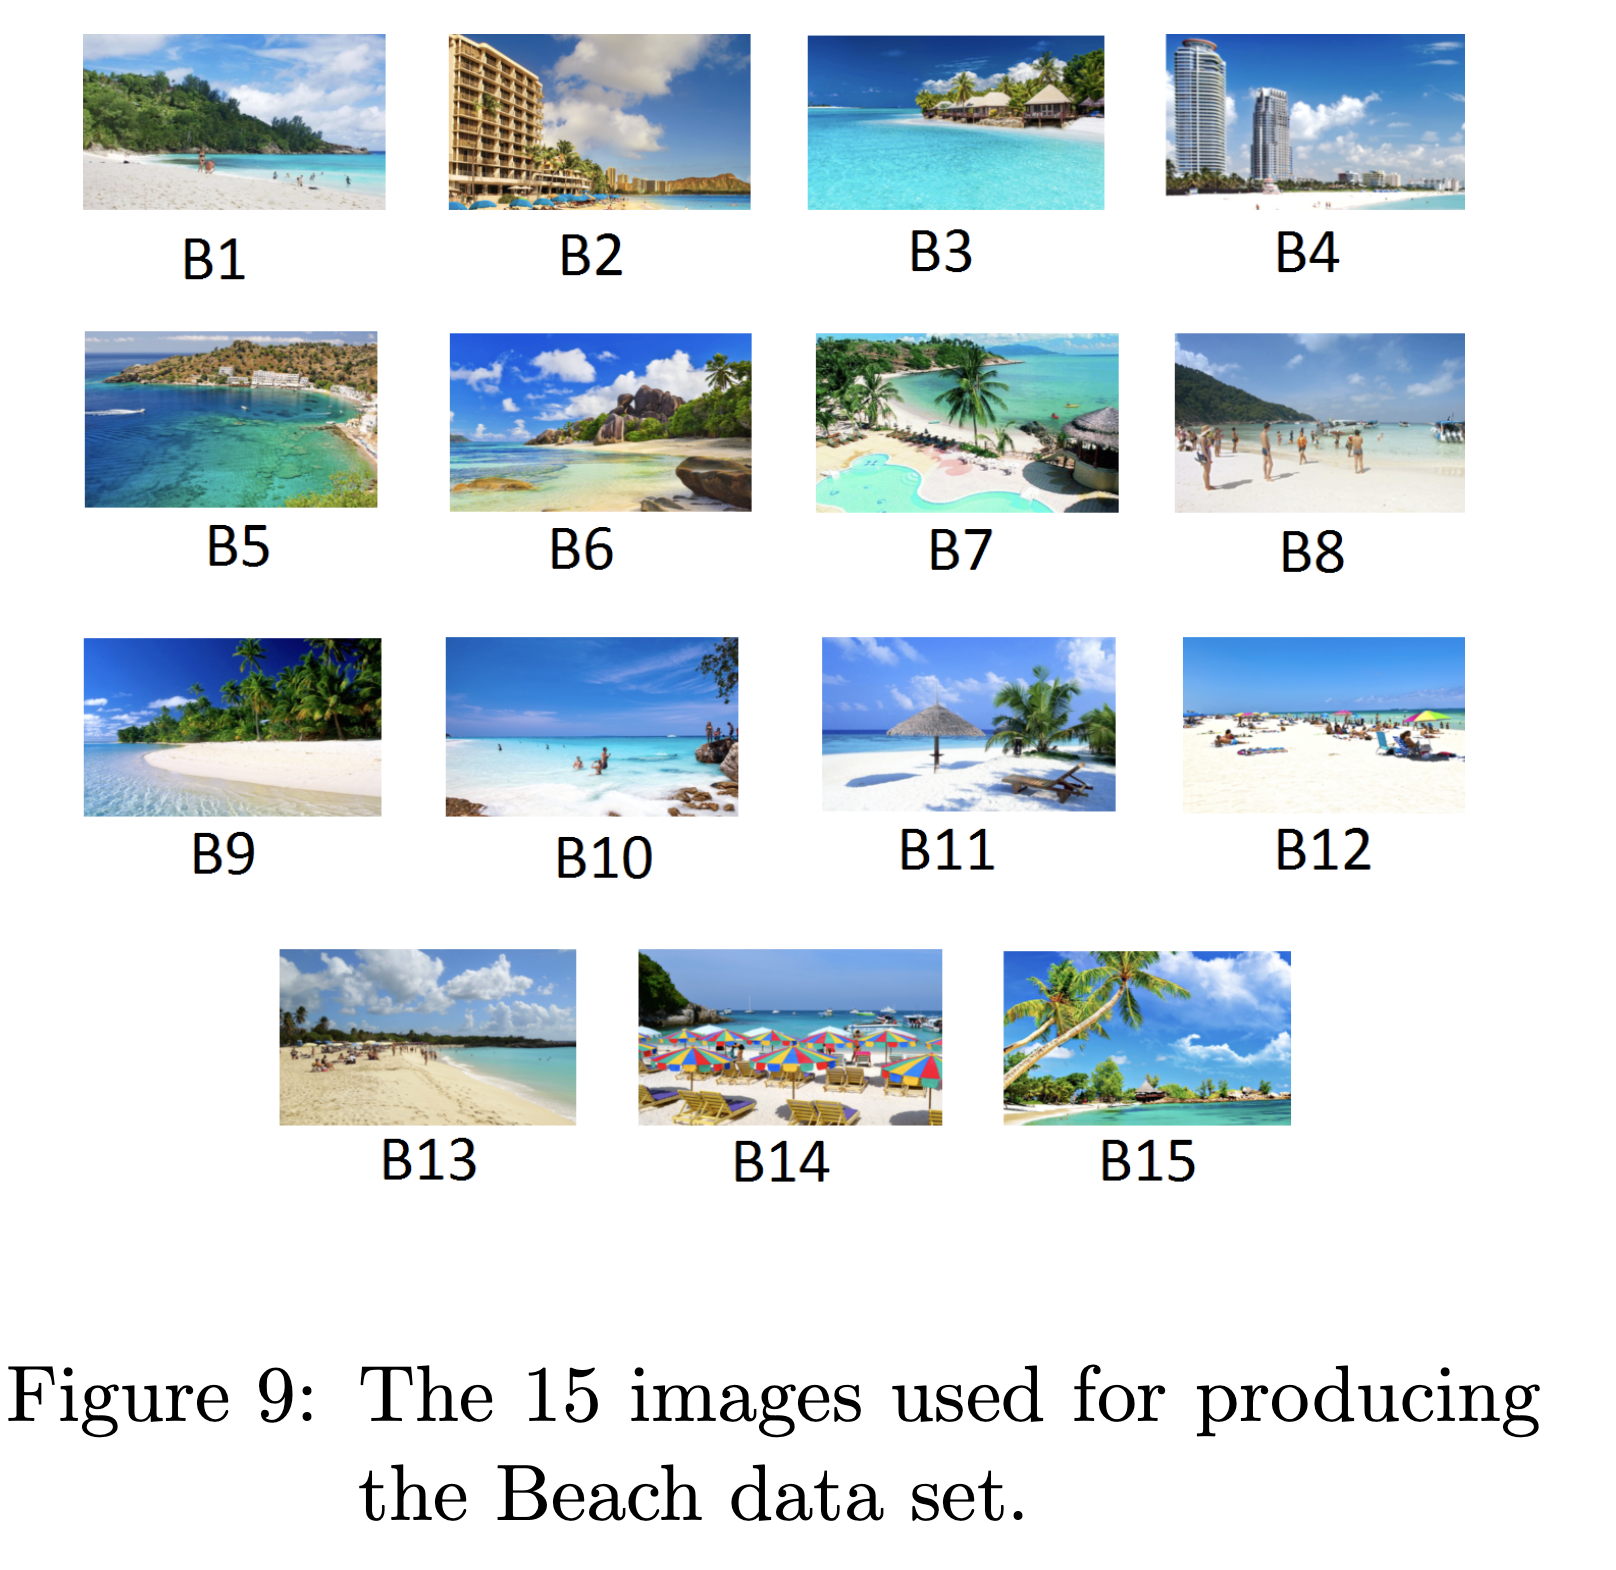 B1 B2 B3 B4
B5 B6 B7 B8
B9 B10 B11 B12
B13 B14 B15
Figure 9: The 15 images used for producing
the Beach data set.